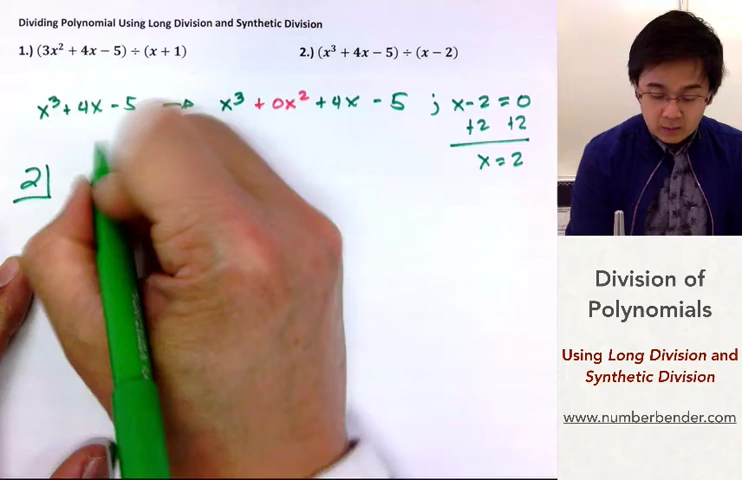 Dividing Polynomial Using Long Division and Synthetic Division
1.) (3x² + 4x − 5) ÷ (x + 1)
2.) (x³ + 4x − 5) ÷ (x − 2)
x³ + 4x − 5 → x³ + 0x² + 4x − 5 ; x − 2 = 0
+2 +2
x = 2
2
Division of
Polynomials
Using Long Division and
Synthetic Division
www.numberbender.com